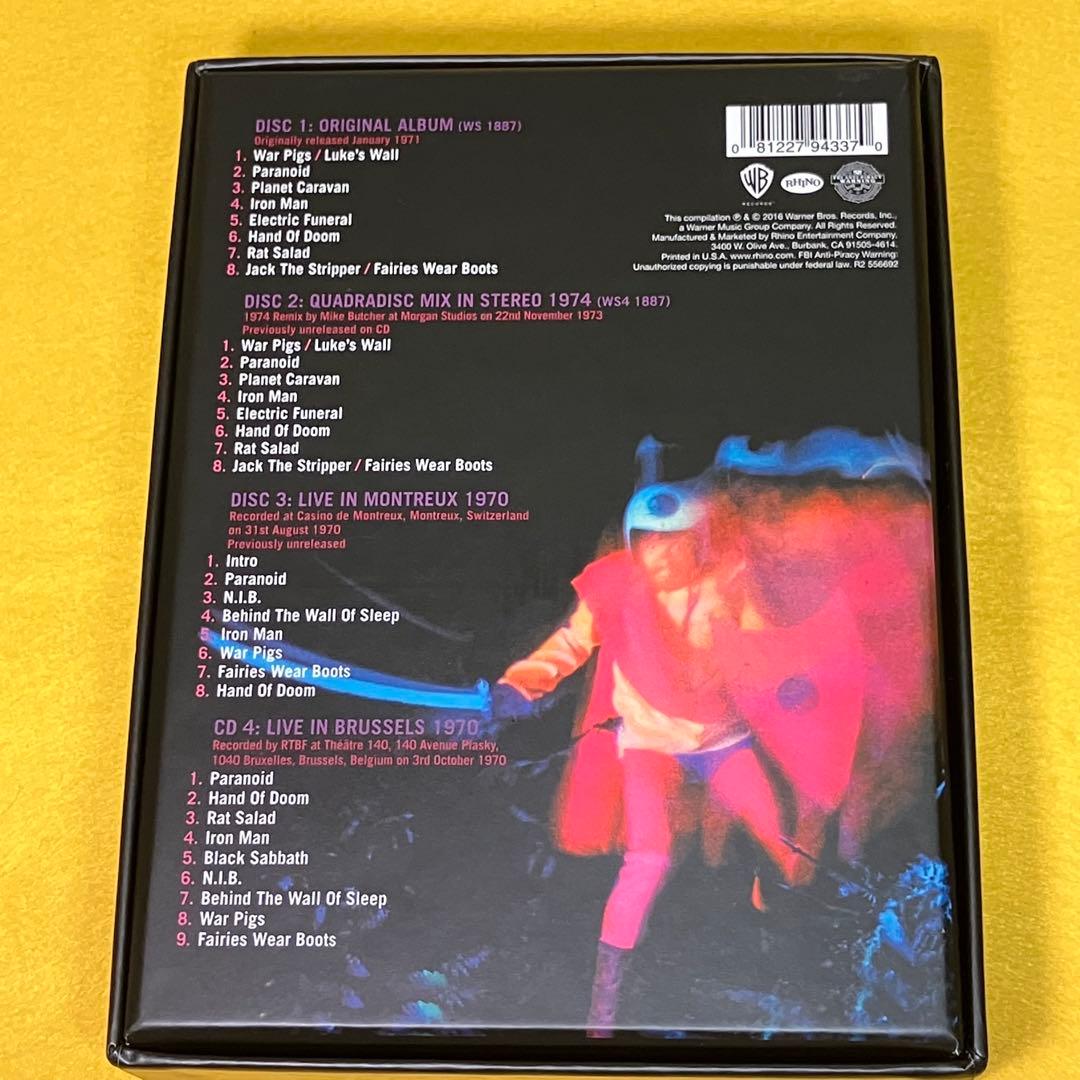 DISC 1: ORIGINAL ALBUM (WS 1887)
Originally released January 1971
1. War Pigs / Luke's Wall
2. Paranoid
3. Planet Caravan
4. Iron Man
5. Electric Funeral
6. Hand Of Doom
7. Rat Salad
8. Jack The Stripper / Fairies Wear Boots
0 81227 94337 0
WB
RECORDS
RHINO
This compilation ℗ & © 2016 Warner Bros. Records, Inc.,
a Warner Music Group Company. All Rights Reserved.
Manufactured & Marketed by Rhino Entertainment Company,
3400 W. Olive Ave., Burbank, CA 91505-4614.
Printed in U.S.A. www.rhino.com. FBI Anti-Piracy Warning:
Unauthorized copying is punishable under federal law. R2 556692
DISC 2: QUADRADISC MIX IN STEREO 1974 (WS4 1887)
1974 Remix by Mike Butcher at Morgan Studios on 22nd November 1973
Previously unreleased on CD
1. War Pigs / Luke's Wall
2. Paranoid
3. Planet Caravan
4. Iron Man
5. Electric Funeral
6. Hand Of Doom
7. Rat Salad
8. Jack The Stripper / Fairies Wear Boots
DISC 3: LIVE IN MONTREUX 1970
Recorded at Casino de Montreux, Montreux, Switzerland
on 31st August 1970
Previously unreleased
1. Intro
2. Paranoid
3. N.I.B.
4. Behind The Wall Of Sleep
5. Iron Man
6. War Pigs
7. Fairies Wear Boots
8. Hand Of Doom
CD 4: LIVE IN BRUSSELS 1970
Recorded by RTBF at Théâtre 140, 140 Avenue Plasky,
1040 Bruxelles, Brussels, Belgium on 3rd October 1970
1. Paranoid
2. Hand Of Doom
3. Rat Salad
4. Iron Man
5. Black Sabbath
6. N.I.B.
7. Behind The Wall Of Sleep
8. War Pigs
9. Fairies Wear Boots